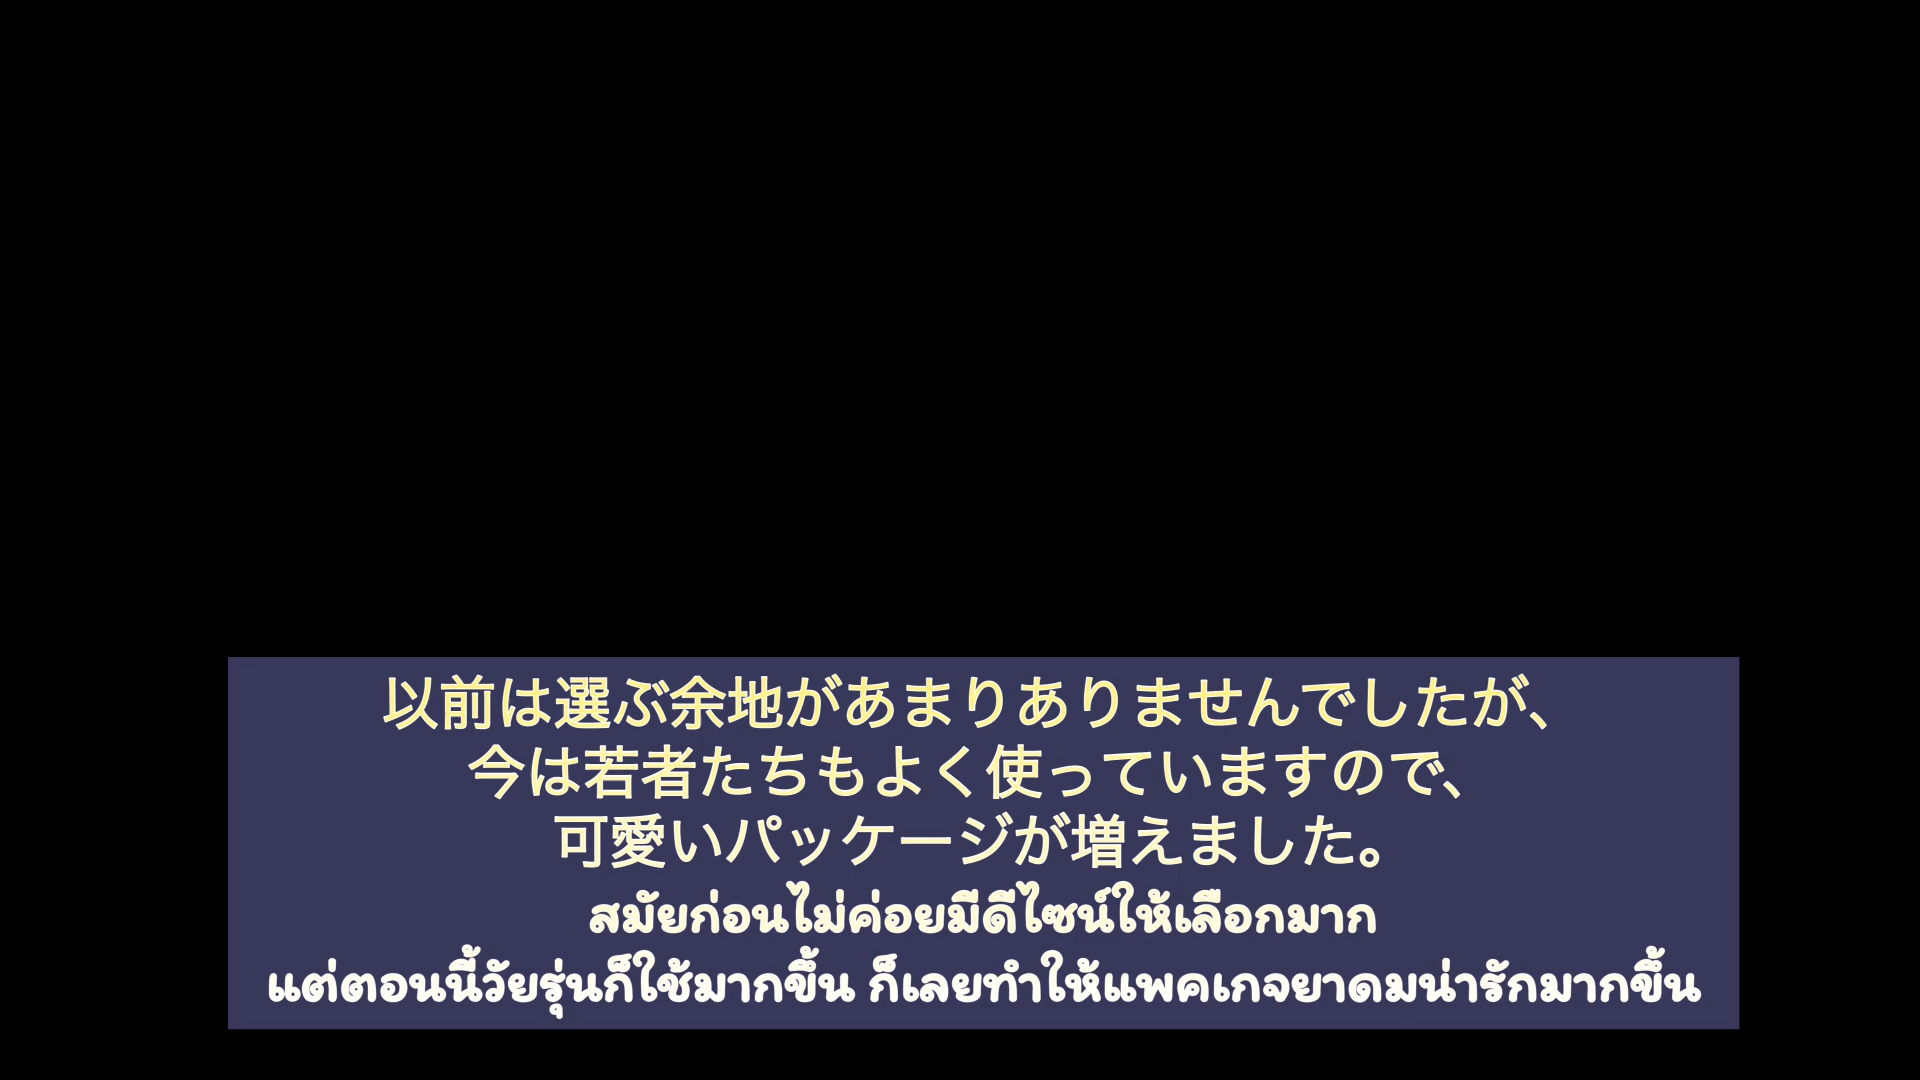 以前は選ぶ余地があまりありませんでしたが、
今は若者たちもよく使っていますので、
可愛いパッケージが増えました。
สมัยก่อนไม่ค่อยมีดีไซน์ให้เลือกมาก
แต่ตอนนี้วัยรุ่นก็ใช้มากขึ้น ก็เลยทำให้แพคเกจยาดมน่ารักมากขึ้น